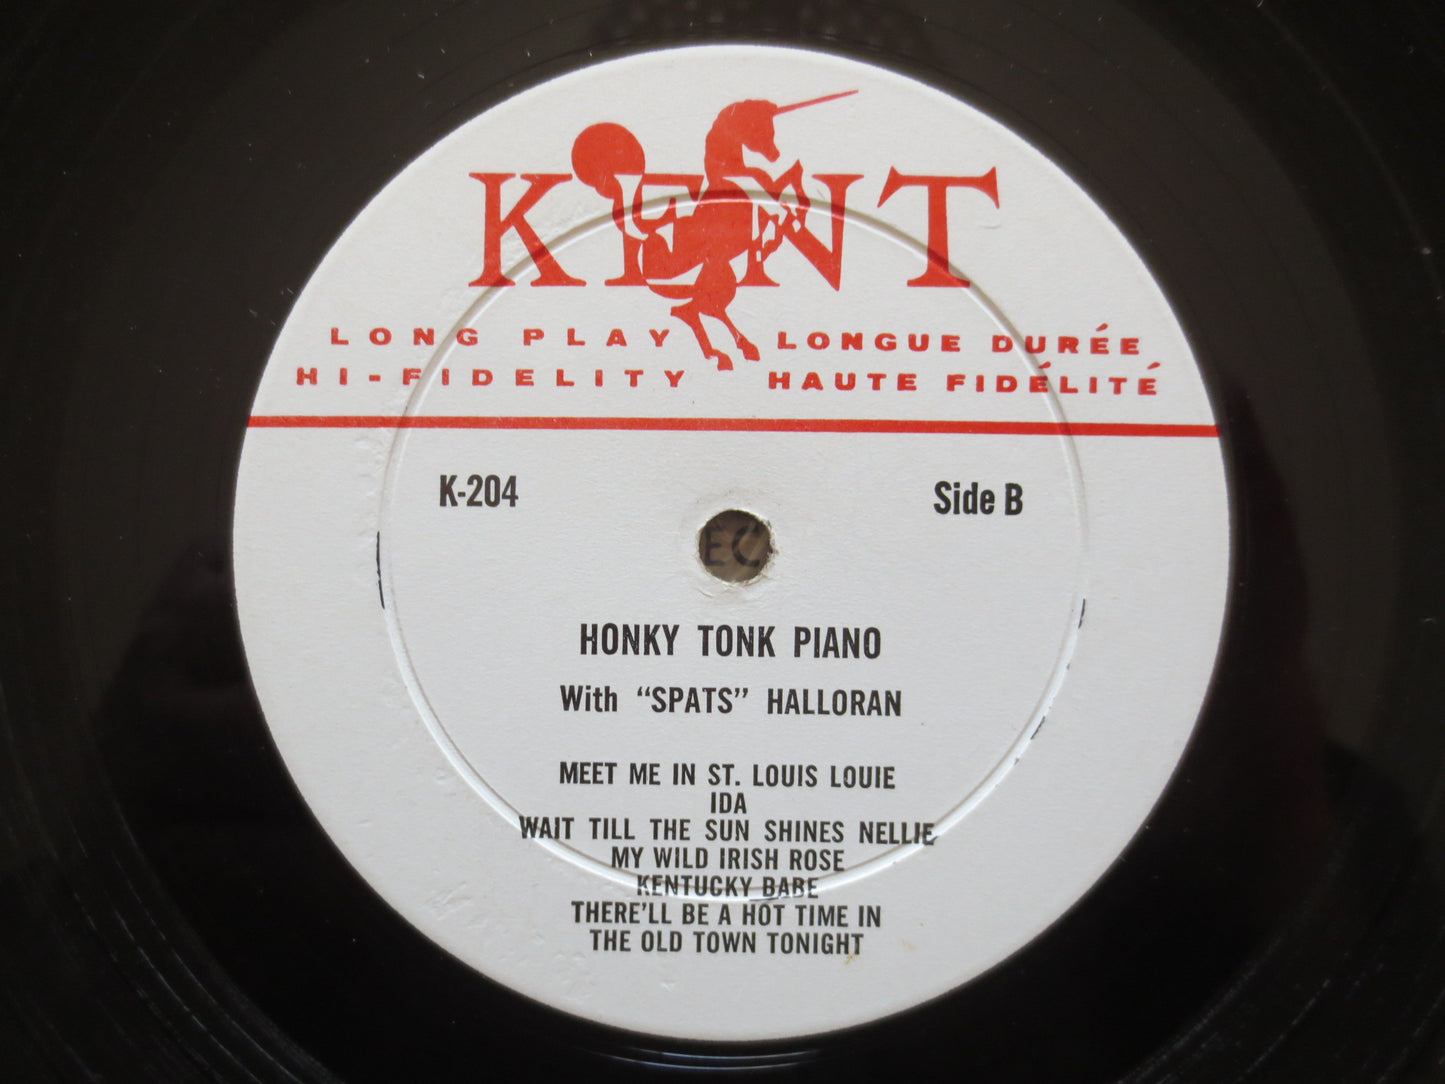 KENT
LONG PLAY LONGUE DURÉE
HI-FIDELITY HAUTE FIDÉLITÉ
K-204 Side B
EC
HONKY TONK PIANO
With “SPATS” HALLORAN
MEET ME IN ST. LOUIS LOUIE
IDA
WAIT TILL THE SUN SHINES NELLIE
MY WILD IRISH ROSE
KENTUCKY BABE
THERE'LL BE A HOT TIME IN
THE OLD TOWN TONIGHT